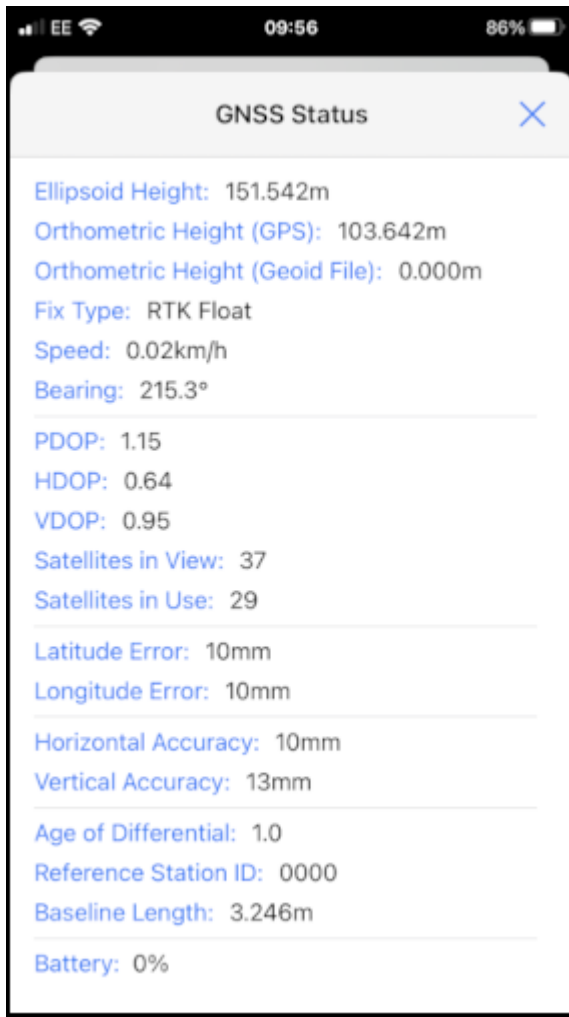 EE 09:56 86%
GNSS Status
Ellipsoid Height: 151.542m
Orthometric Height (GPS): 103.642m
Orthometric Height (Geoid File): 0.000m
Fix Type: RTK Float
Speed: 0.02km/h
Bearing: 215.3°
PDOP: 1.15
HDOP: 0.64
VDOP: 0.95
Satellites in View: 37
Satellites in Use: 29
Latitude Error: 10mm
Longitude Error: 10mm
Horizontal Accuracy: 10mm
Vertical Accuracy: 13mm
Age of Differential: 1.0
Reference Station ID: 0000
Baseline Length: 3.246m
Battery: 0%